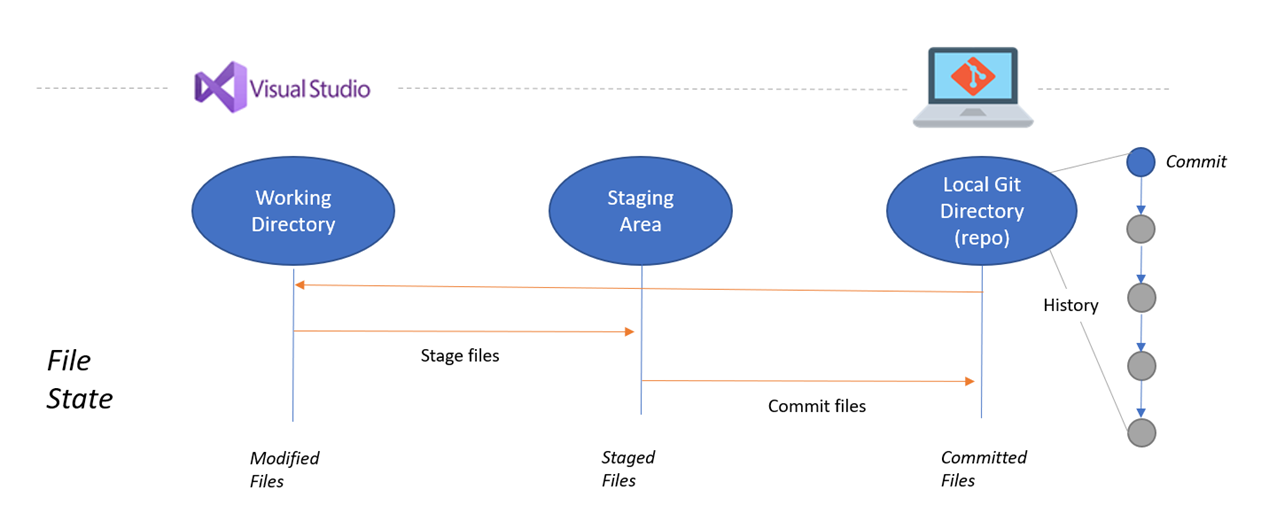 Visual Studio
Working
Directory
Staging
Area
Local Git
Directory
(repo)
Commit
History
Stage files
Commit files
File
State
Modified
Files
Staged
Files
Committed
Files